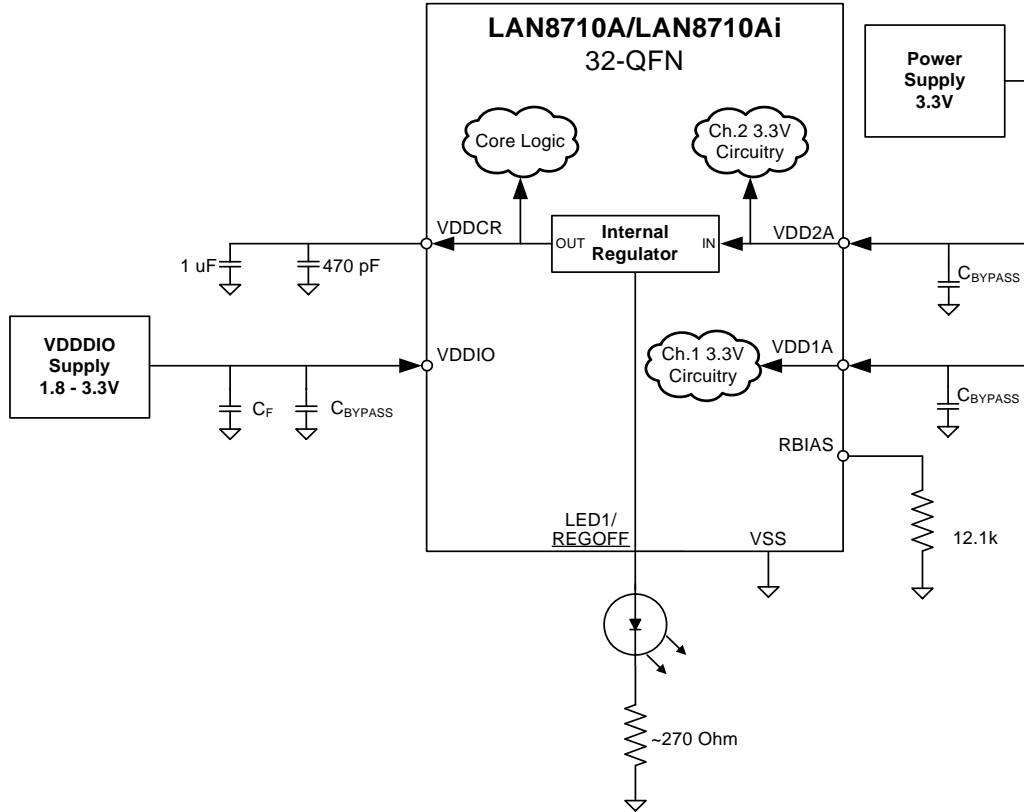 LAN8710A/LAN8710Ai
32-QFN
Power
Supply
3.3V
Core Logic
Ch.2 3.3V
Circuitry
VDDCR
OUT
Internal
Regulator
IN
VDD2A
1 uF
470 pF
CBYPASS
VDDDIO
Supply
1.8 - 3.3V
VDDIO
Ch.1 3.3V
Circuitry
VDD1A
CF
CBYPASS
CBYPASS
RBIAS
LED1/
REGOFF
VSS
12.1k
~270 Ohm